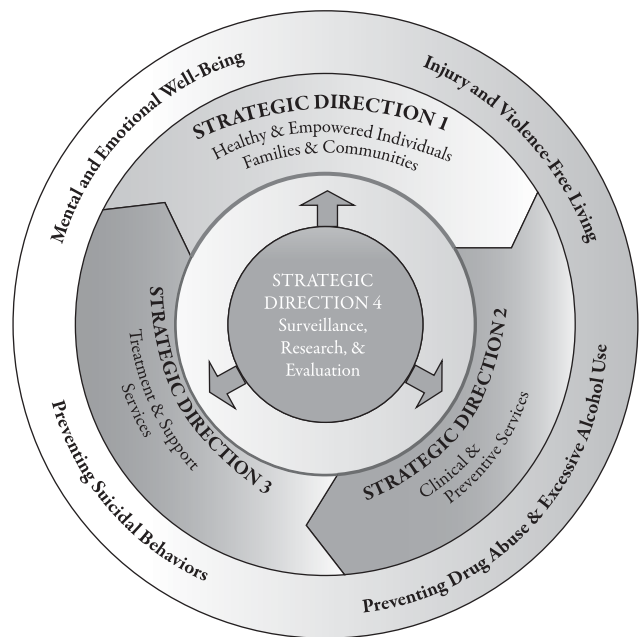 Mental and Emotional Well-Being
Injury and Violence-Free Living
STRATEGIC DIRECTION 1
Healthy & Empowered Individuals
Families & Communities
STRATEGIC
DIRECTION 4
Surveillance,
Research, &
Evaluation
STRATEGIC DIRECTION 2
Clinical &
Preventive Services
STRATEGIC DIRECTION 3
Treatment & Support
Services
Preventing Suicidal Behaviors
Preventing Drug Abuse & Excessive Alcohol Use